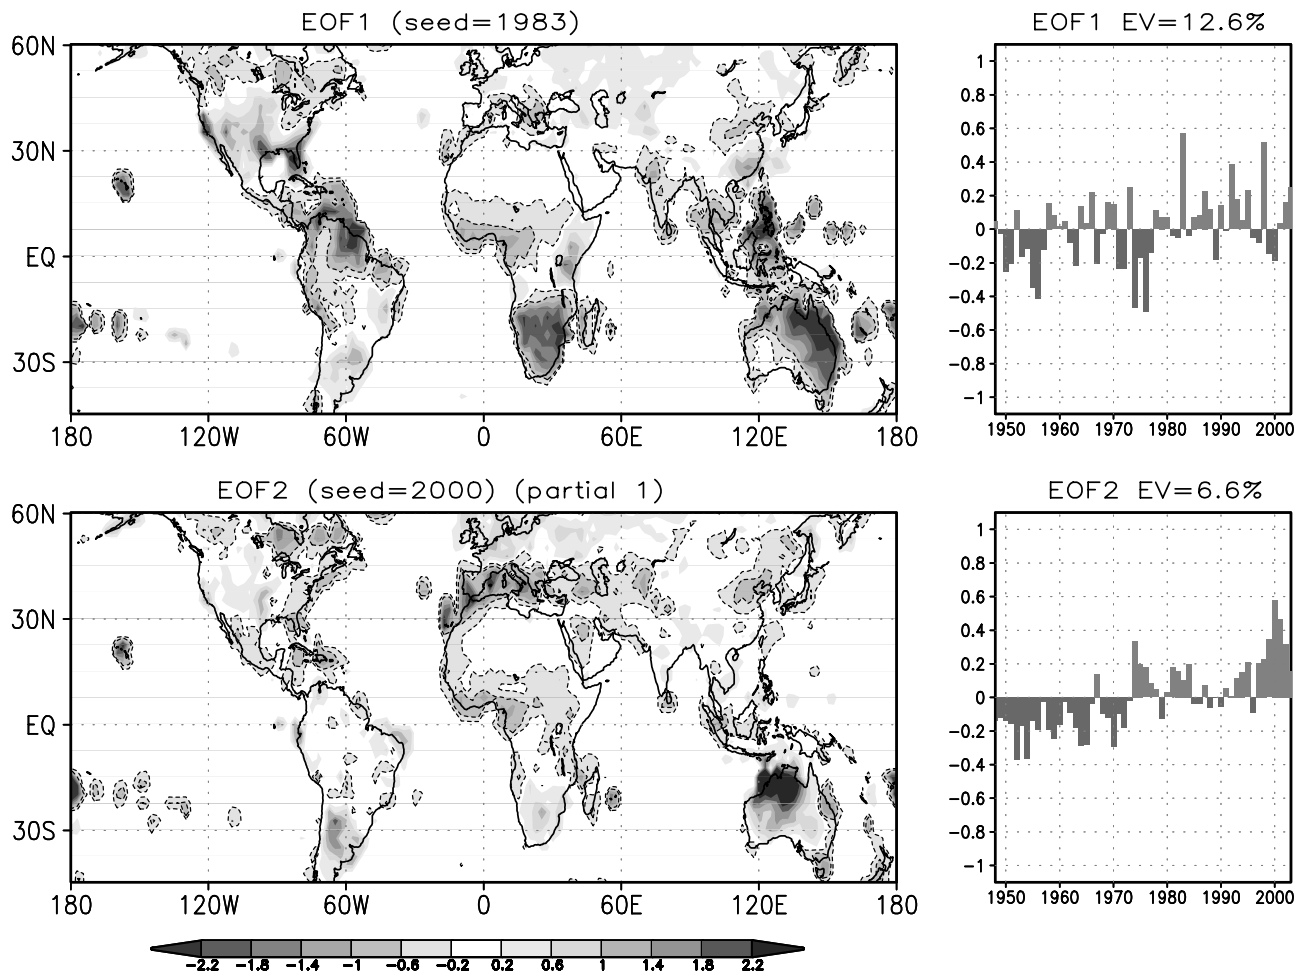 EOF1 (seed=1983)
EOF1 EV=12.6%
60N
30N
EQ
30S
180 120W 60W 0 60E 120E 180
1
0.8
0.6
0.4
0.2
0
-0.2
-0.4
-0.6
-0.8
-1
1950 1960 1970 1980 1990 2000
EOF2 (seed=2000) (partial 1)
EOF2 EV=6.6%
60N
30N
EQ
30S
180 120W 60W 0 60E 120E 180
1
0.8
0.6
0.4
0.2
0
-0.2
-0.4
-0.6
-0.8
-1
1950 1960 1970 1980 1990 2000
-2.2 -1.8 -1.4 -1 -0.6 -0.2 0.2 0.6 1 1.4 1.8 2.2